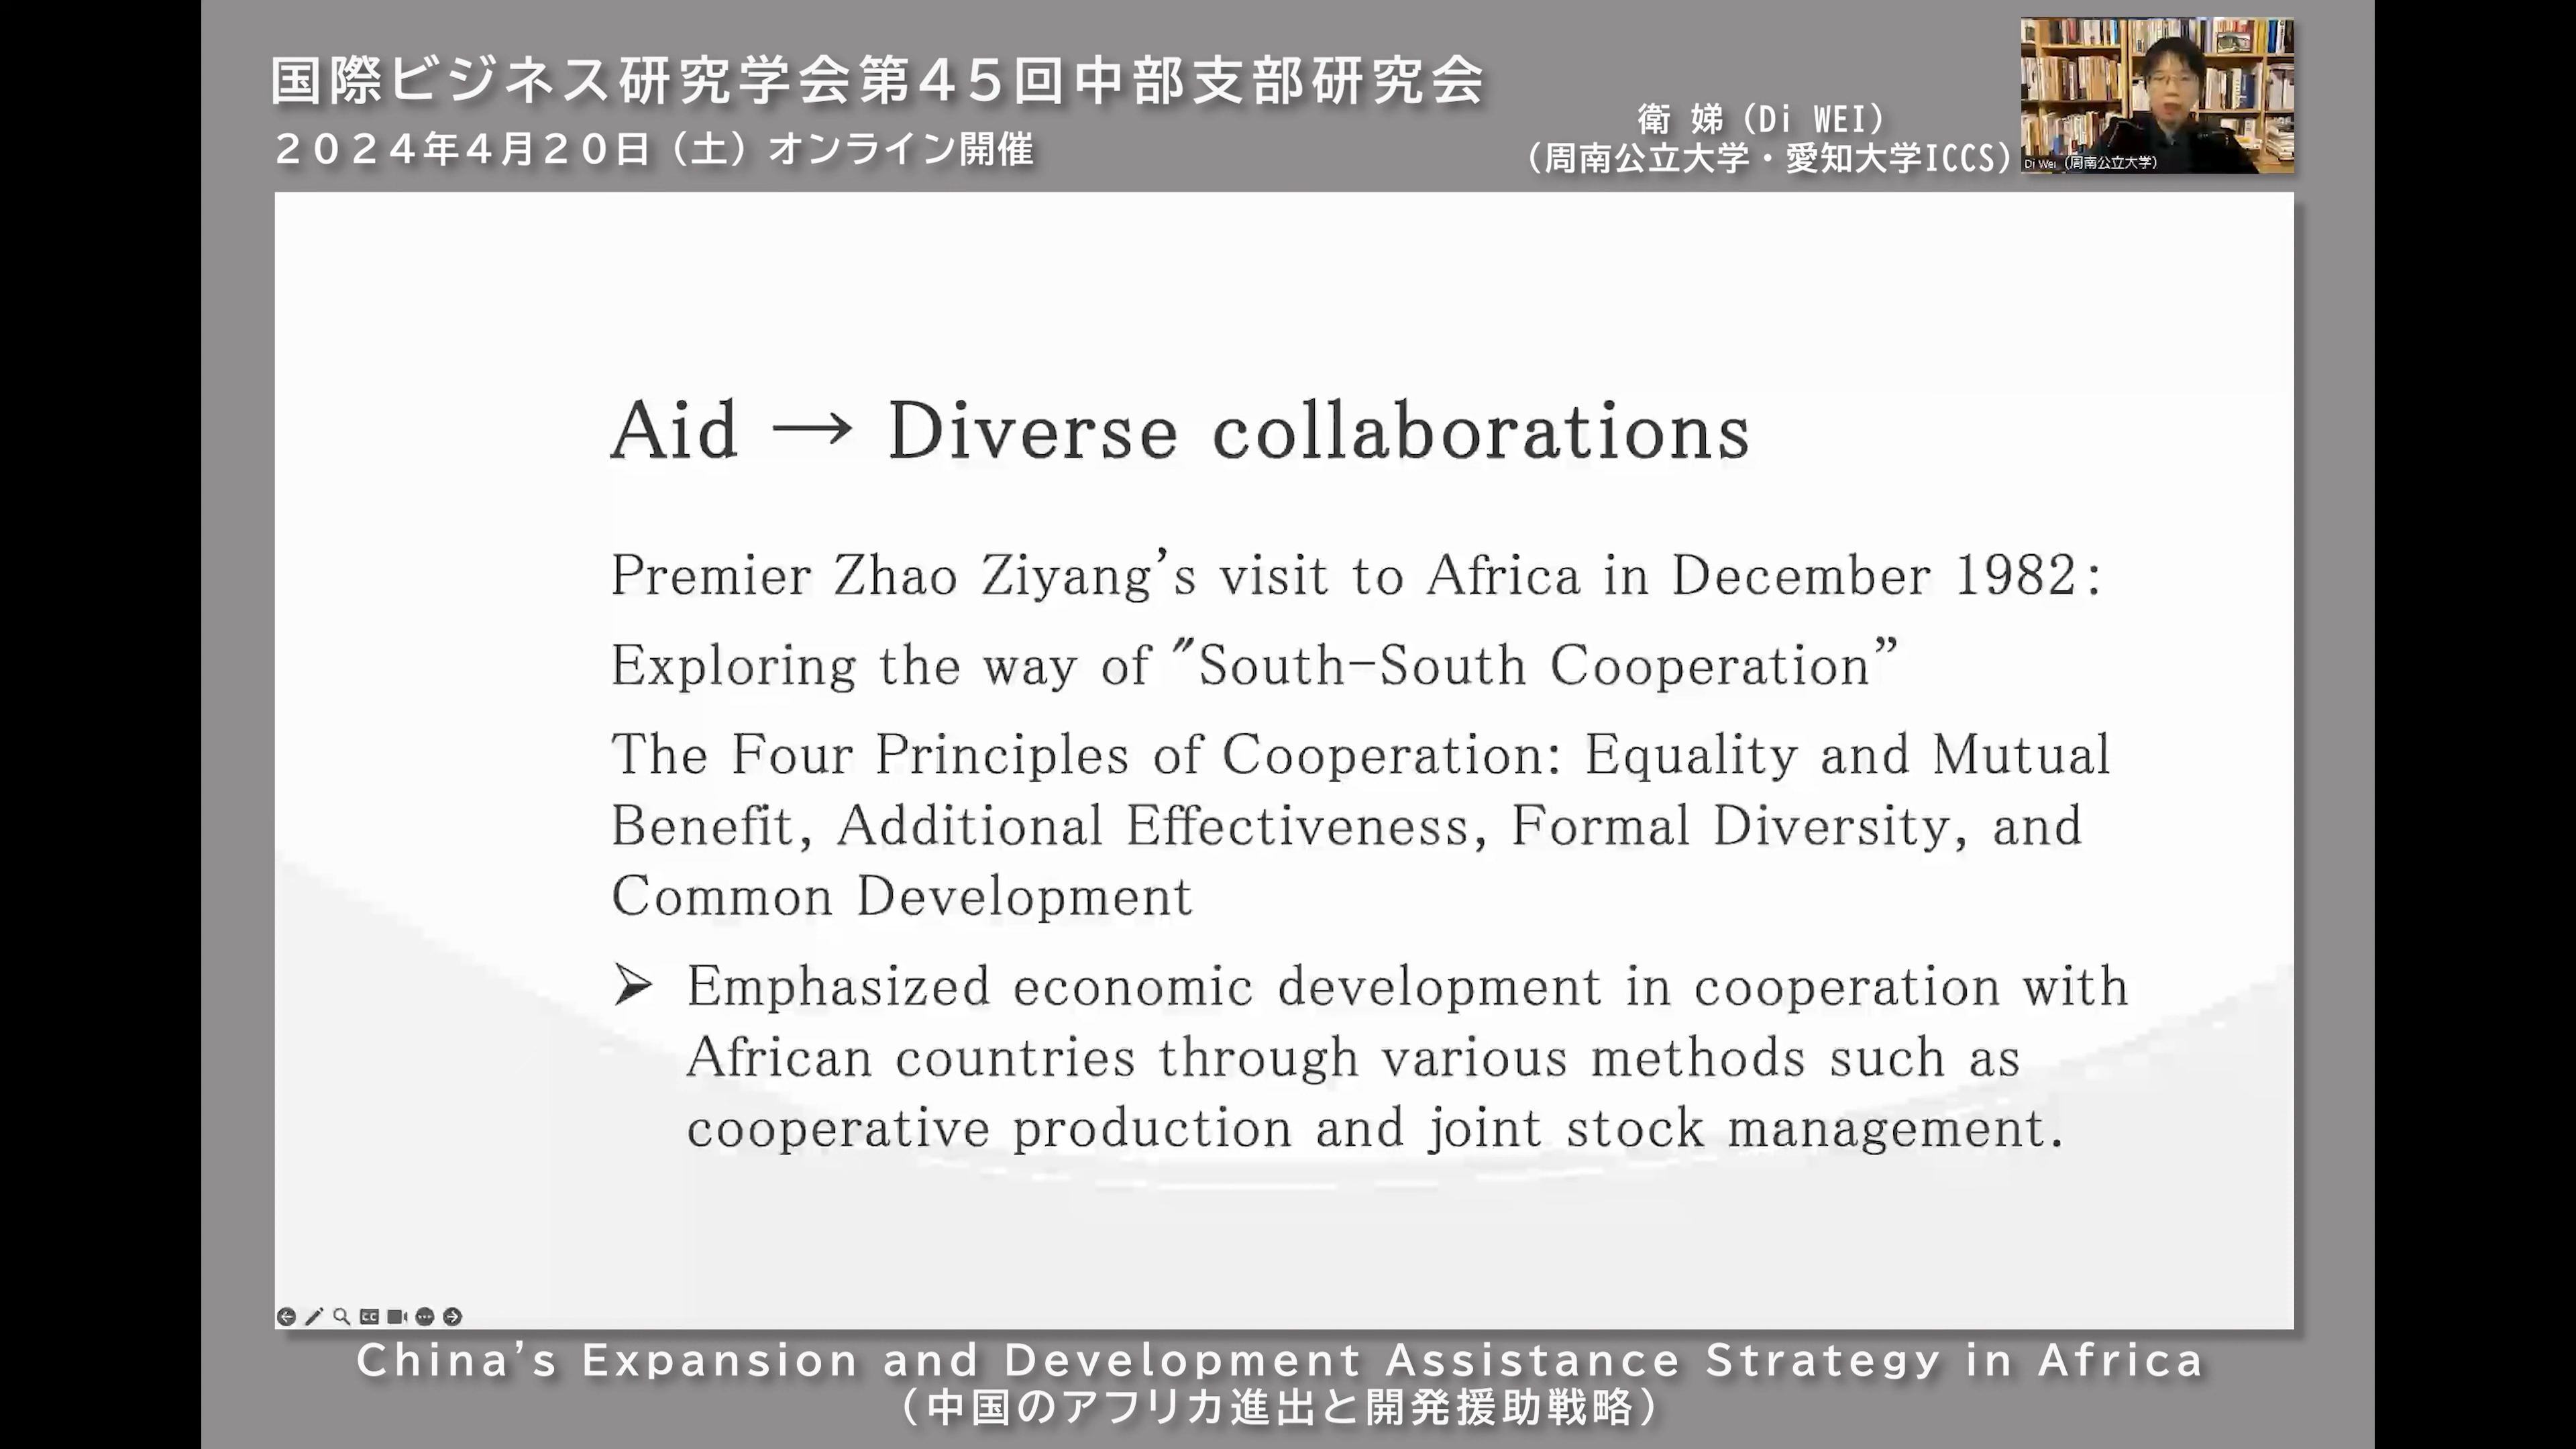 国際ビジネス研究学会第45回中部支部研究会
2024年4月20日（土）オンライン開催
衛 娣（Di WEI）
（周南公立大学・愛知大学ICCS）
Di Wei（周南公立大学）
Aid → Diverse collaborations
Premier Zhao Ziyang’s visit to Africa in December 1982:
Exploring the way of "South-South Cooperation”
The Four Principles of Cooperation: Equality and Mutual
Benefit, Additional Effectiveness, Formal Diversity, and
Common Development
➢ Emphasized economic development in cooperation with
African countries through various methods such as
cooperative production and joint stock management.
CC
China’s Expansion and Development Assistance Strategy in Africa
（中国のアフリカ進出と開発援助戦略）